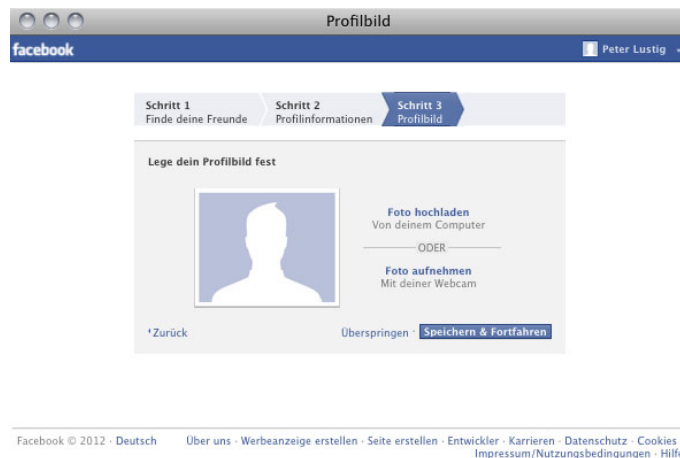 Profilbild
facebook
Peter Lustig
Schritt 1
Finde deine Freunde
Schritt 2
Profilinformationen
Schritt 3
Profilbild
Lege dein Profilbild fest
Foto hochladen
Von deinem Computer
ODER
Foto aufnehmen
Mit deiner Webcam
Zurück
Überspringen · Speichern & Fortfahren
Facebook © 2012 · Deutsch
Über uns · Werbeanzeige erstellen · Seite erstellen · Entwickler · Karrieren · Datenschutz · Cookies
Impressum/Nutzungsbedingungen · Hilfe